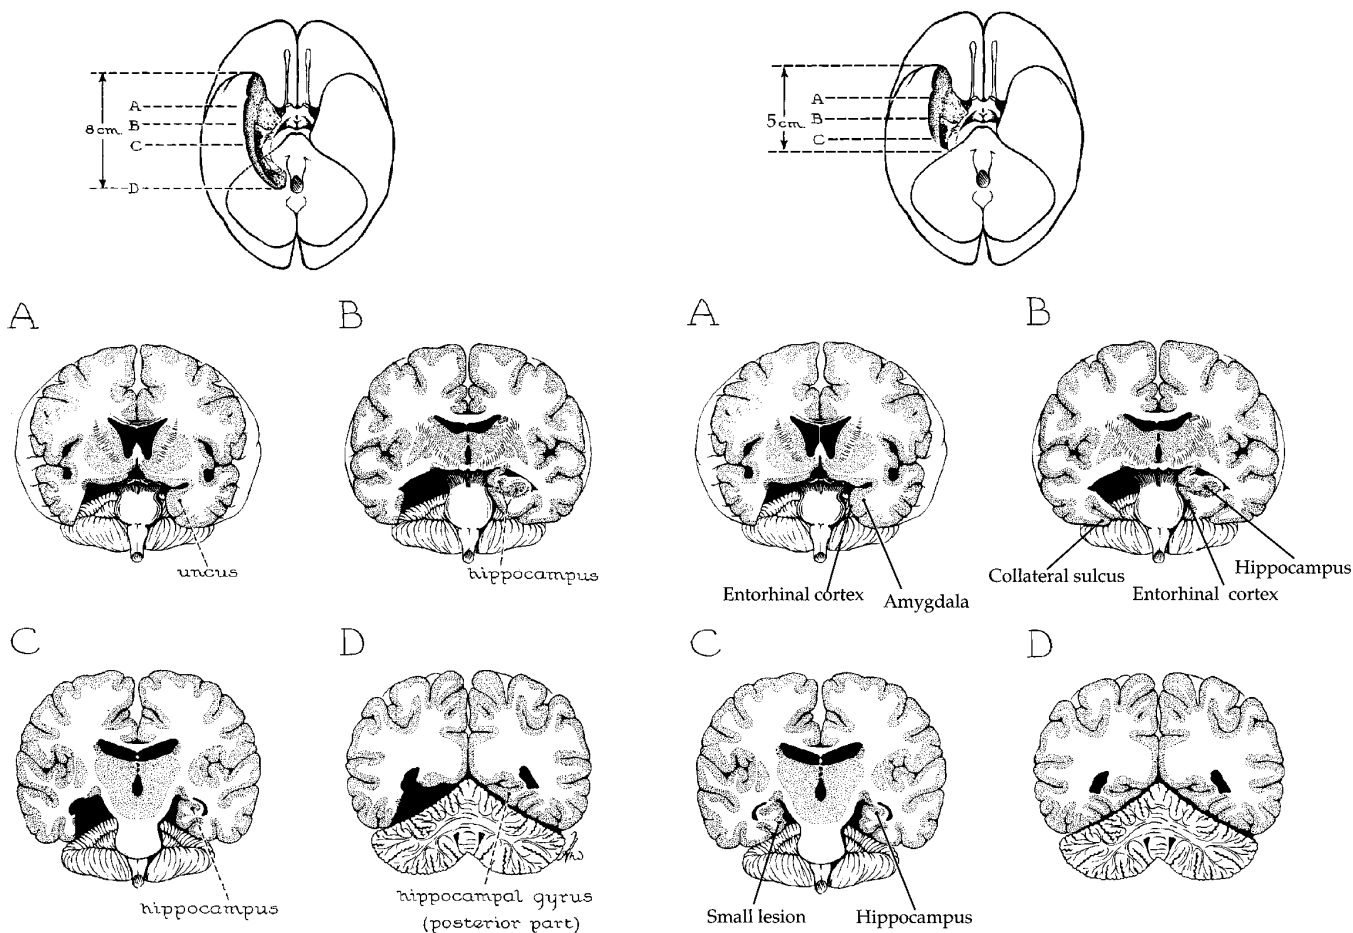 8 cm.
A
B
C
D
5 cm.
A
B
C
A
B
uncus
hippocampus
A
B
Entorhinal cortex
Amygdala
Collateral sulcus
Entorhinal cortex
Hippocampus
C
D
hippocampus
hippocampal gyrus
(posterior part)
C
D
Small lesion
Hippocampus